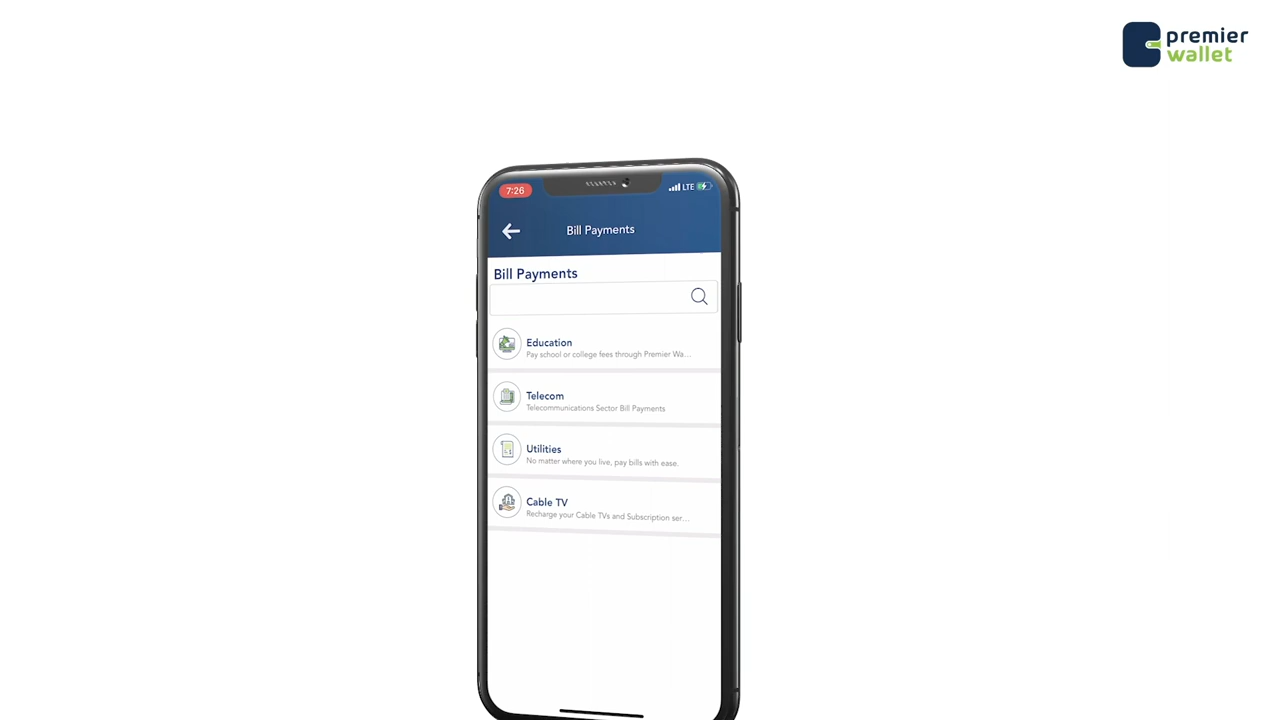 premier
wallet
7:26
LTE
Bill Payments
Bill Payments
Education
Pay school or college fees through Premier Wa...
Telecom
Telecommunications Sector Bill Payments
Utilities
No matter where you live, pay bills with ease.
Cable TV
Recharge your Cable TVs and Subscription ser...